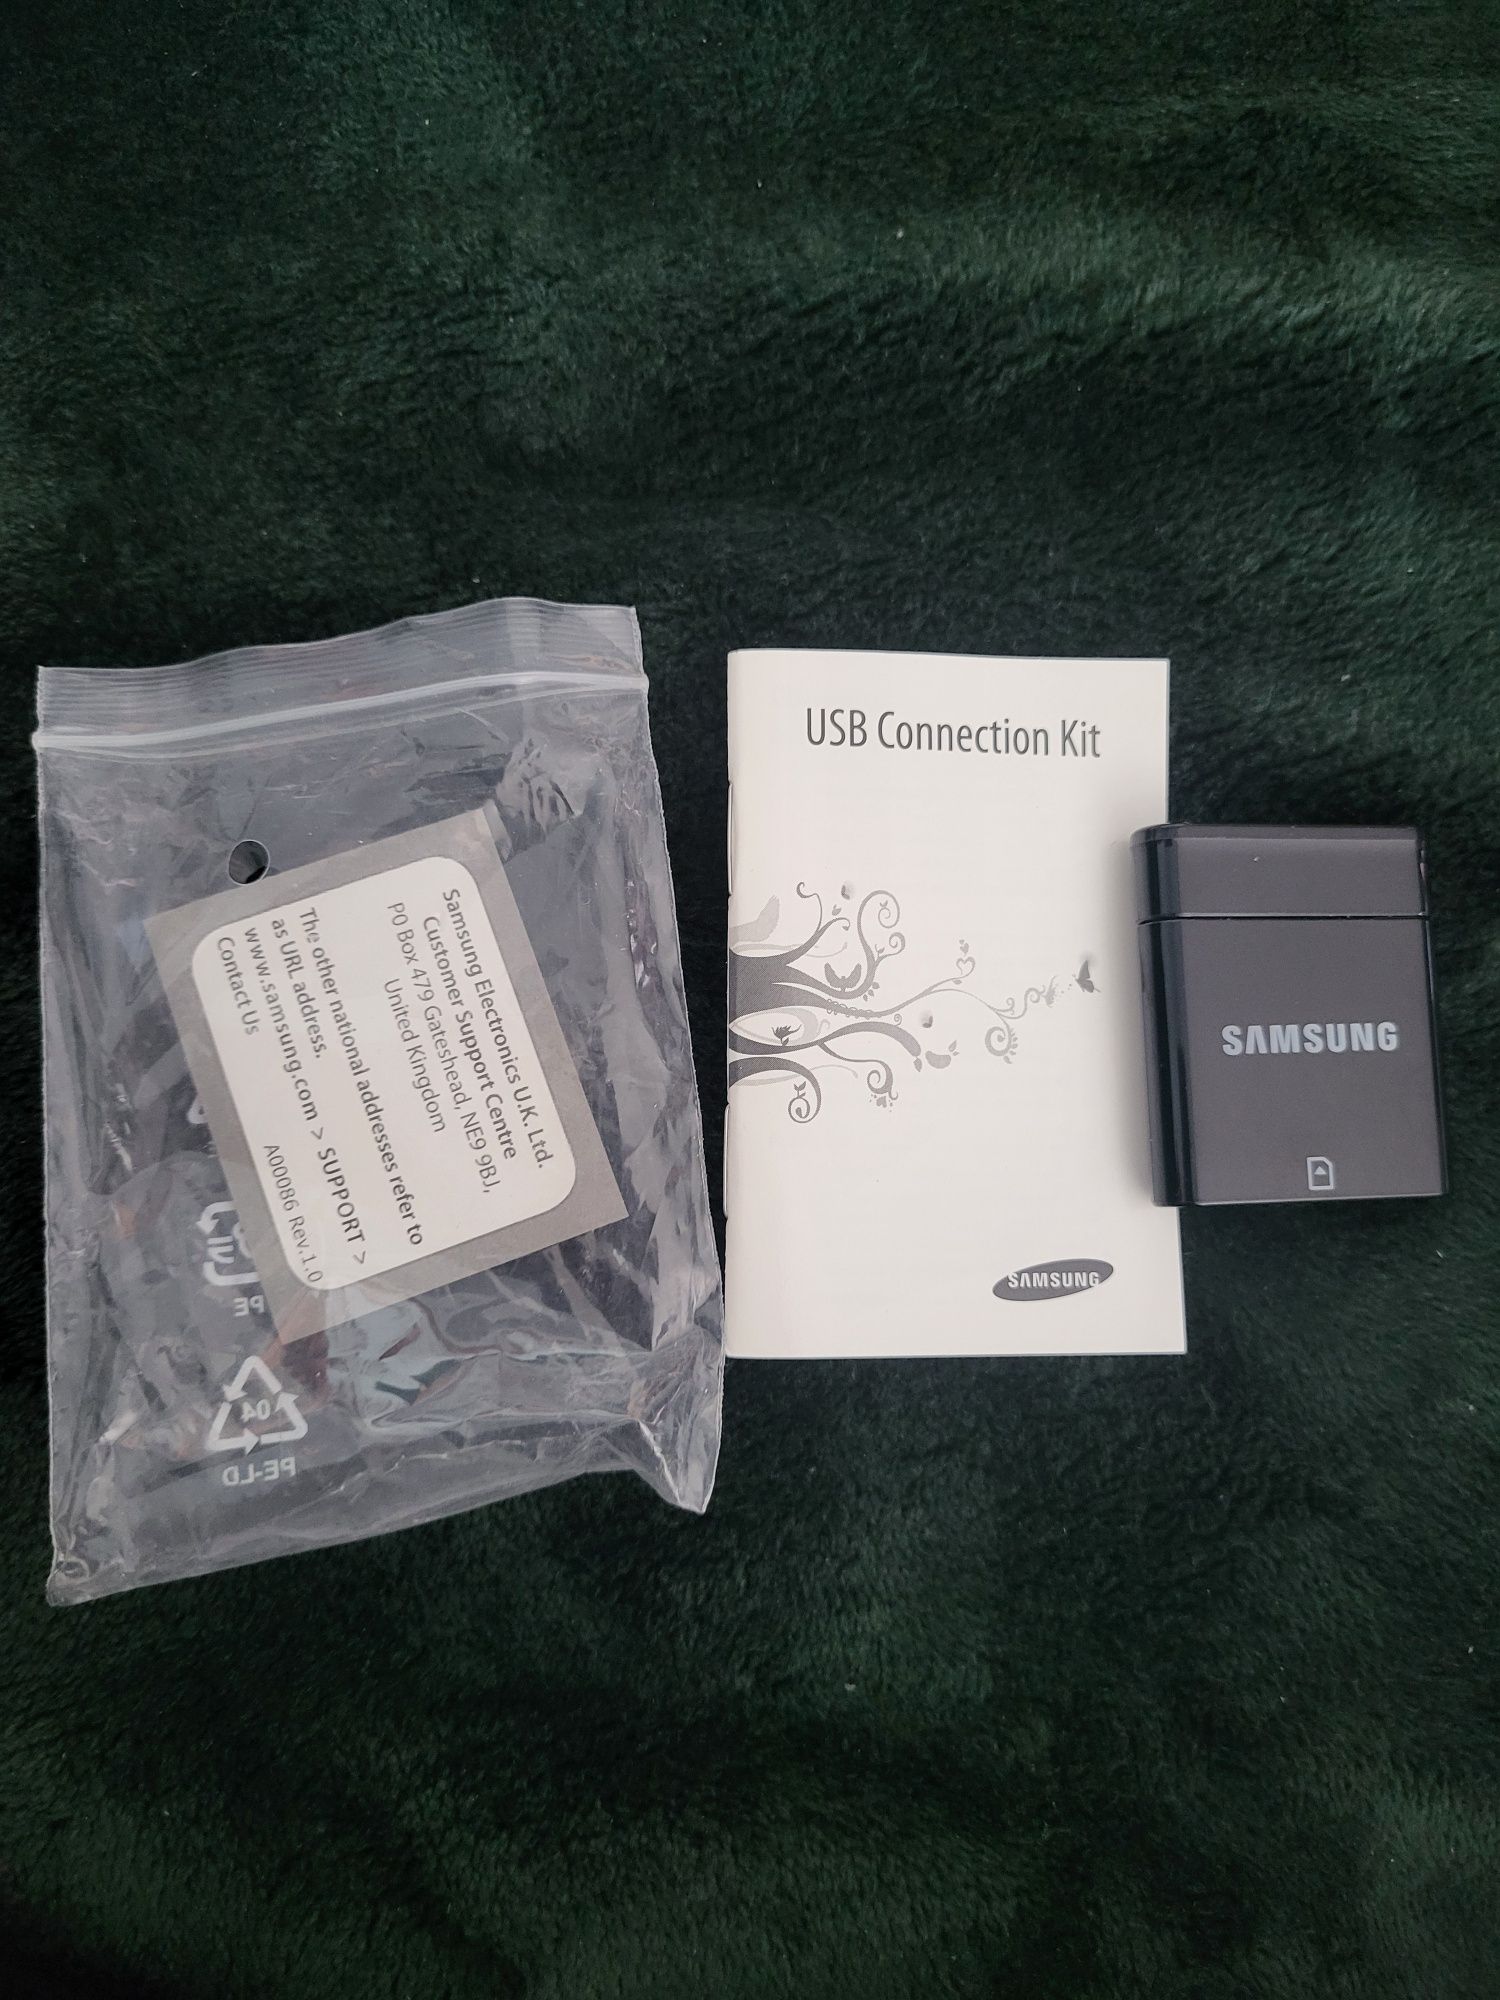 Samsung Electronics U.K. Ltd.
Customer Support Centre
PO Box 479 Gateshead, NE9 9BJ,
United Kingdom
The other national addresses refer to
as URL address.
www.samsung.com > SUPPORT >
Contact Us
A00086 Rev.1.0
PE
04
PE-LD
USB Connection Kit
SAMSUNG
SAMSUNG